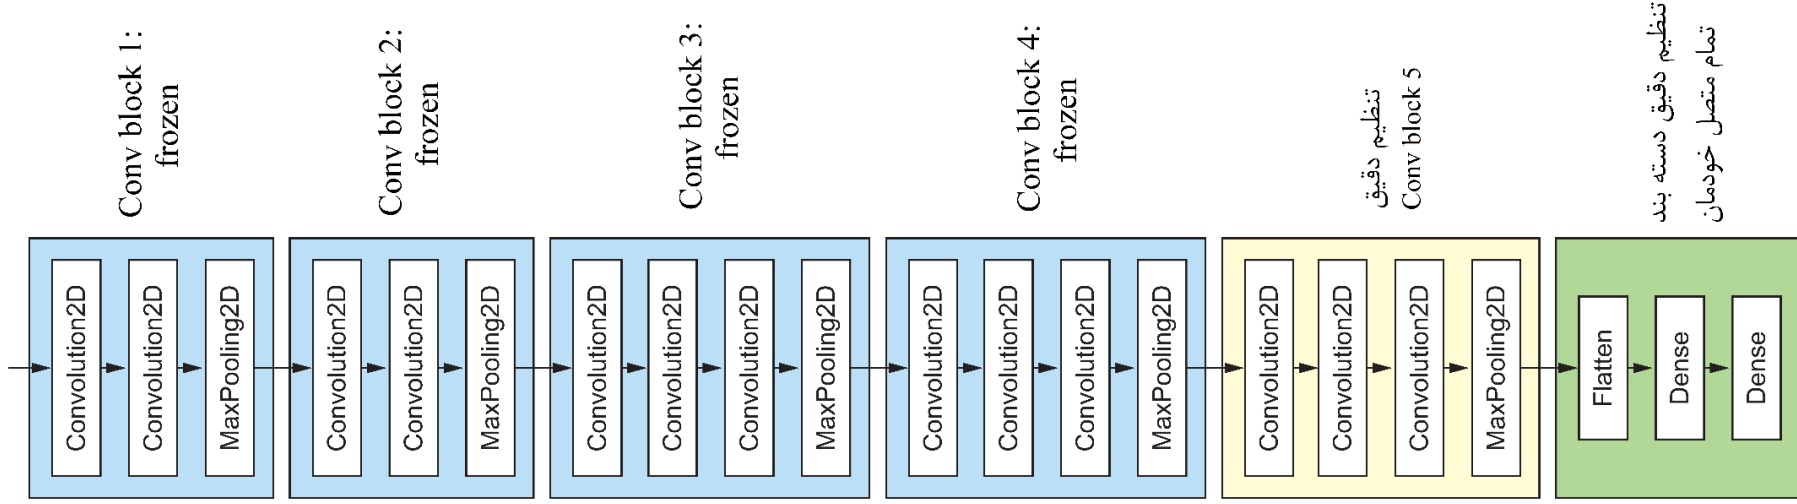 Conv block 1:
frozen
Convolution2D
Convolution2D
MaxPooling2D
Conv block 2:
frozen
Convolution2D
Convolution2D
MaxPooling2D
Conv block 3:
frozen
Convolution2D
Convolution2D
Convolution2D
MaxPooling2D
Conv block 4:
frozen
Convolution2D
Convolution2D
Convolution2D
MaxPooling2D
تنظیم دقیق
Conv block 5
Convolution2D
Convolution2D
Convolution2D
MaxPooling2D
تنظیم دقیق دسته بند
تمام متصل خودمان
Flatten
Dense
Dense